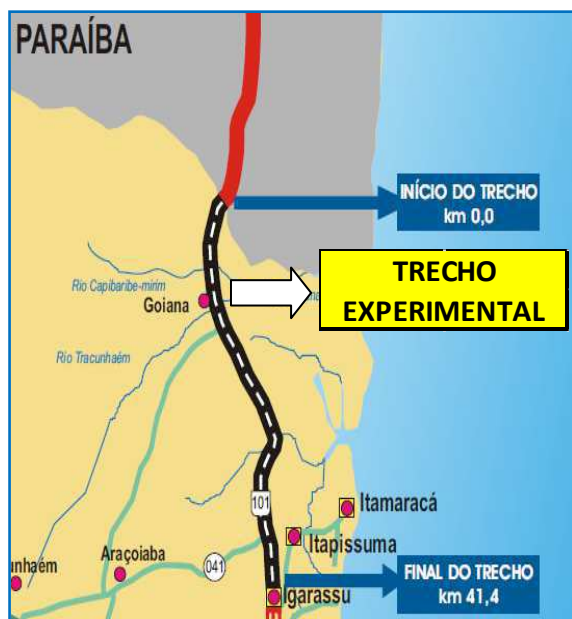 PARAÍBA
INÍCIO DO TRECHO
km 0,0
TRECHO
EXPERIMENTAL
Rio Capibaribe-mirim
Goiana
Rio Tracunhaém
101
Itamaracá
Itapissuma
041
Araçoiaba
nhaém
FINAL DO TRECHO
km 41,4
Igarassu